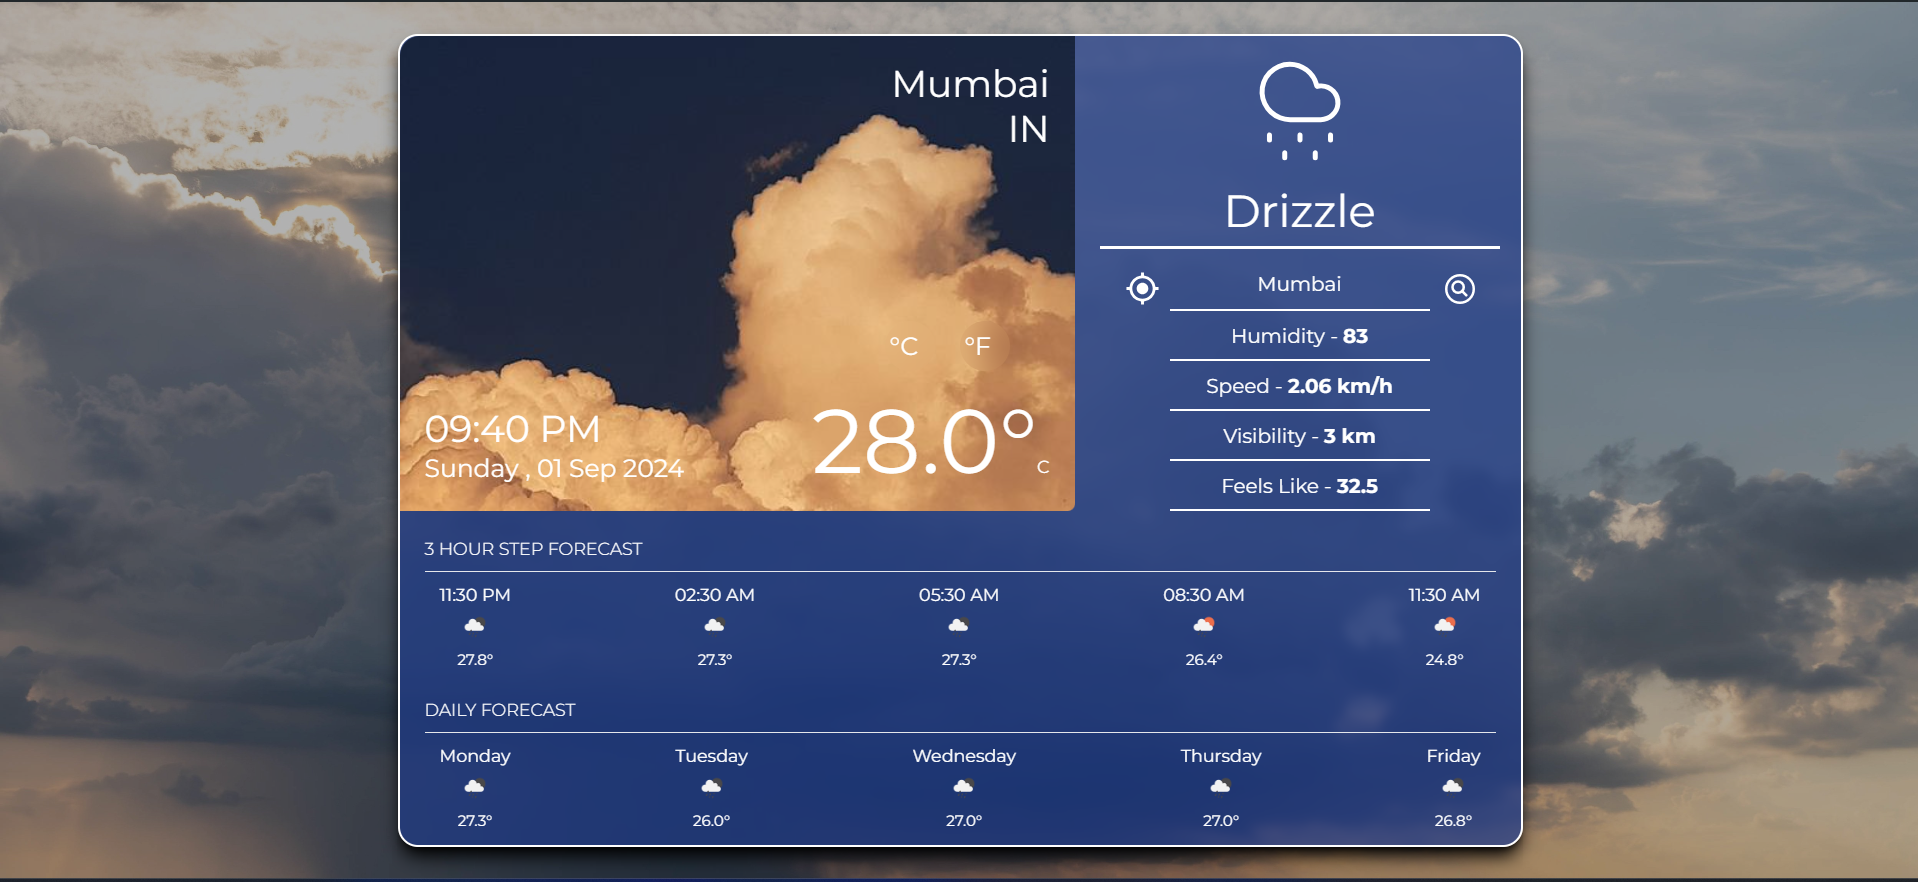 Mumbai
IN
°C °F
09:40 PM
Sunday , 01 Sep 2024
28.0° C
Drizzle
Mumbai
Humidity - 83
Speed - 2.06 km/h
Visibility - 3 km
Feels Like - 32.5
3 HOUR STEP FORECAST
11:30 PM 02:30 AM 05:30 AM 08:30 AM 11:30 AM
27.8° 27.3° 27.3° 26.4° 24.8°
DAILY FORECAST
Monday Tuesday Wednesday Thursday Friday
27.3° 26.0° 27.0° 27.0° 26.8°